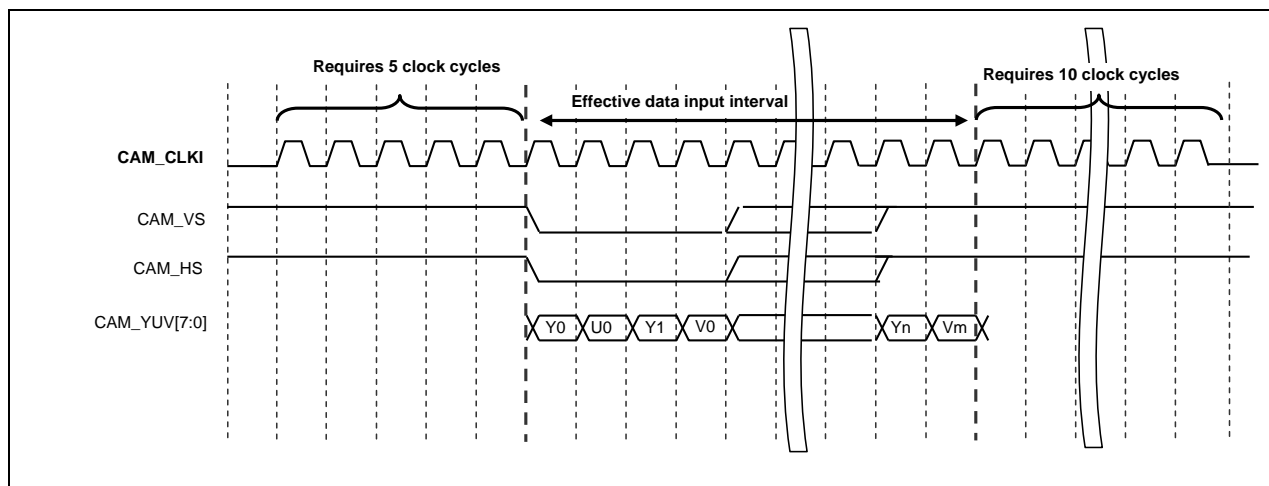 Requires 5 clock cycles
Requires 10 clock cycles
Effective data input interval
CAM_CLKI
CAM_VS
CAM_HS
CAM_YUV[7:0]
Y0 U0 Y1 V0 Yn Vm